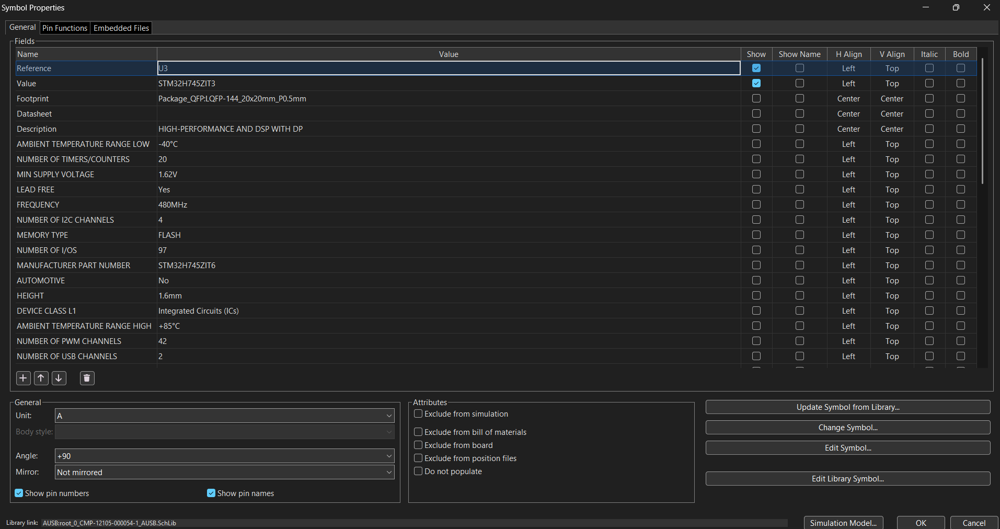 Symbol Properties
General Pin Functions Embedded Files
Fields
Name Value Show Show Name H Align V Align Italic Bold
Reference U3 Left Top
Value STM32H745ZIT3 Left Top
Footprint Package_QFP:LQFP-144_20x20mm_P0.5mm Center Center
Datasheet Center Center
Description HIGH-PERFORMANCE AND DSP WITH DP Center Center
AMBIENT TEMPERATURE RANGE LOW -40°C Left Top
NUMBER OF TIMERS/COUNTERS 20 Left Top
MIN SUPPLY VOLTAGE 1.62V Left Top
LEAD FREE Yes Left Top
FREQUENCY 480MHz Left Top
NUMBER OF I2C CHANNELS 4 Left Top
MEMORY TYPE FLASH Left Top
NUMBER OF I/OS 97 Left Top
MANUFACTURER PART NUMBER STM32H745ZIT6 Left Top
AUTOMOTIVE No Left Top
HEIGHT 1.6mm Left Top
DEVICE CLASS L1 Integrated Circuits (ICs) Left Top
AMBIENT TEMPERATURE RANGE HIGH +85°C Left Top
NUMBER OF PWM CHANNELS 42 Left Top
NUMBER OF USB CHANNELS 2 Left Top
General
Unit: A
Body style:
Angle: +90
Mirror: Not mirrored
Show pin numbers Show pin names
Attributes
Exclude from simulation
Exclude from bill of materials
Exclude from board
Exclude from position files
Do not populate
Update Symbol from Library...
Change Symbol...
Edit Symbol...
Edit Library Symbol...
Library link: AUSB:root_0_CMP-12105-000054-1_AUSB.SchLib
Simulation Model... OK Cancel